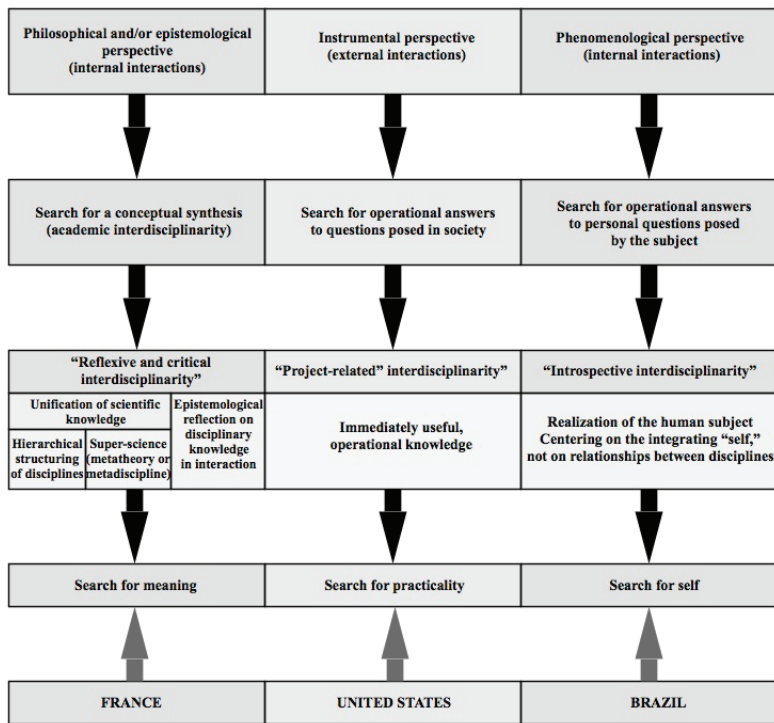 Philosophical and/or epistemological
perspective
(internal interactions)
Instrumental perspective
(external interactions)
Phenomenological perspective
(internal interactions)
Search for a conceptual synthesis
(academic interdisciplinarity)
Search for operational answers
to questions posed in society
Search for operational answers
to personal questions posed
by the subject
“Reflexive and critical
interdisciplinarity”
“Project-related” interdisciplinarity”
“Introspective interdisciplinarity”
Unification of scientific
knowledge
Hierarchical
structuring
of disciplines
Super-science
(metatheory or
metadiscipline)
Epistemological
reflection on
disciplinary
knowledge
in interaction
Immediately useful,
operational knowledge
Realization of the human subject
Centering on the integrating “self,”
not on relationships between disciplines
Search for meaning
Search for practicality
Search for self
FRANCE
UNITED STATES
BRAZIL